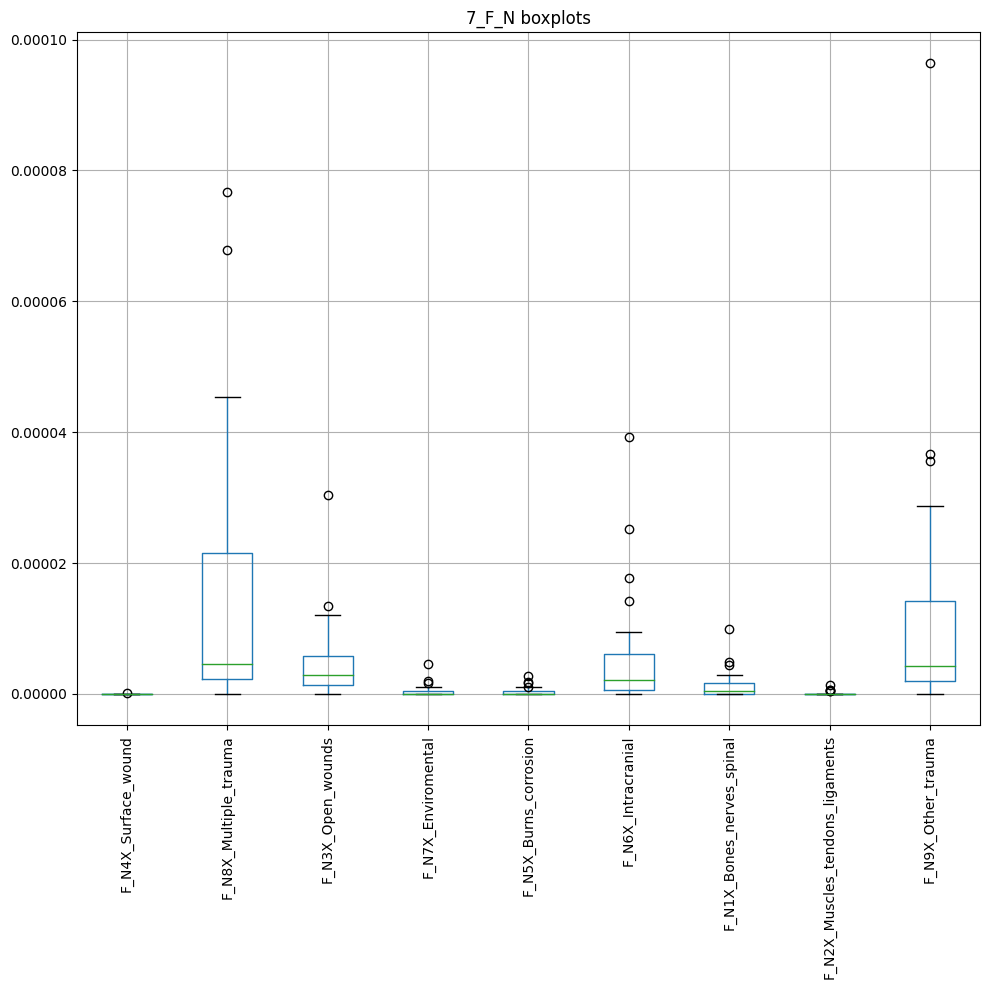 7_F_N boxplots
0.00010
0.00008
0.00006
0.00004
0.00002
0.00000
F_N4X_Surface_wound
F_N8X_Multiple_trauma
F_N3X_Open_wounds
F_N7X_Enviromental
F_N5X_Burns_corrosion
F_N6X_Intracranial
F_N1X_Bones_nerves_spinal
F_N2X_Muscles_tendons_ligaments
F_N9X_Other_trauma